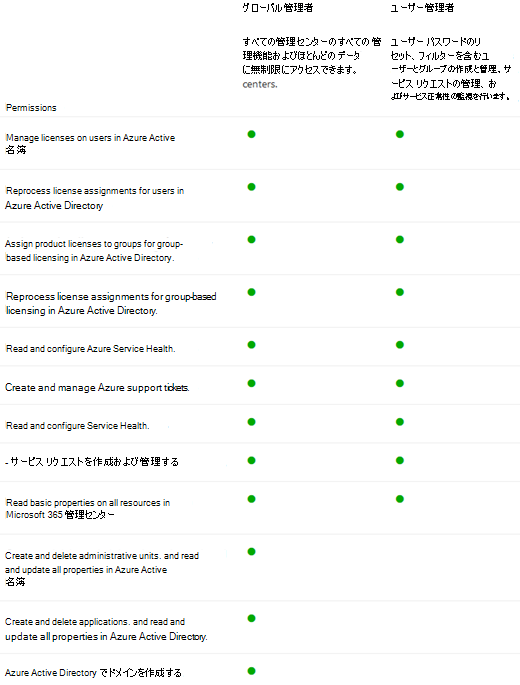 グローバル管理者
ユーザー管理者
すべての管理センターのすべての 管
理機能およびほとんどの データ
に無制限にアクセスできます。
centers.
ユーザー パスワードのリ
セット、フィルターを含むユ
ーザーとグループの作成と管理、サ
ービス リクエストの管理、お
よびサービス正常性の監視を行います。
Permissions
Manage licenses on users in Azure Active
名簿
Reprocess license assignments for users in
Azure Active Directory
Assign product licenses to groups for group-
based licensing in Azure Active Directory.
Reprocess license assignments for group-based
licensing in Azure Active Directory.
Read and configure Azure Service Health.
Create and manage Azure support tickets.
Read and configure Service Health.
- サービス リクエストを作成および管理する
Read basic properties on all resources in
Microsoft 365 管理センター
Create and delete administrative units. and read
and update all properties in Azure Active
名簿
Create and delete applications. and read and
update all properties in Azure Active Directory.
Azure Active Directory でドメインを作成する